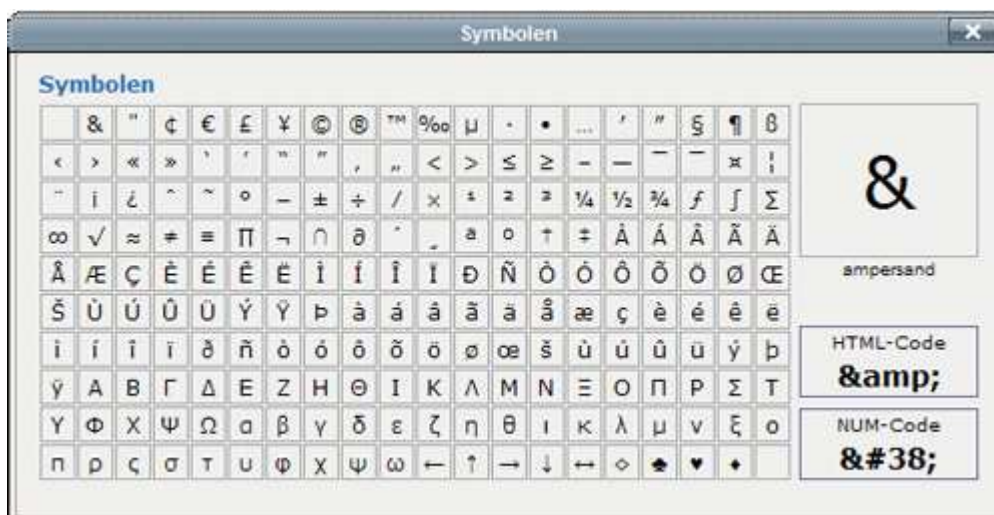 Symbolen
Symbolen
& " ¢ € £ ¥ © ® ™ ‰ µ · • … ′ ″ § ¶ ß
‹ › « » ‘ ’ “ ” ‚ „ < > ≤ ≥ – — ¯ ‾ ¤ ¦
¨ ¡ ¿ ˆ ˜ ° − ± ÷ ⁄ × ¹ ² ³ ¼ ½ ¾ ƒ ∫ ∑
∞ √ ≈ ≠ ≡ ∏ ¬ ∩ ∂ ´ ¸ ª º † ‡ À Á Â Ã Ä
Å Æ Ç È É Ê Ë Ì Í Î Ï Ð Ñ Ò Ó Ô Õ Ö Ø Œ
Š Ù Ú Û Ü Ý Ÿ Þ à á â ã ä å æ ç è é ê ë
ì í î ï ð ñ ò ó ô õ ö ø œ š ù ú û ü ý þ
ÿ Α Β Γ Δ Ε Ζ Η Θ Ι Κ Λ Μ Ν Ξ Ο Π Ρ Σ Τ
Υ Φ Χ Ψ Ω α β γ δ ε ζ η θ ι κ λ μ ν ξ ο
π ρ ς σ τ υ φ χ ψ ω ← ↑ → ↓ ↔ ◊ ♠ ♥ ♦
&
ampersand
HTML-Code
&amp;
NUM-Code
&#38;